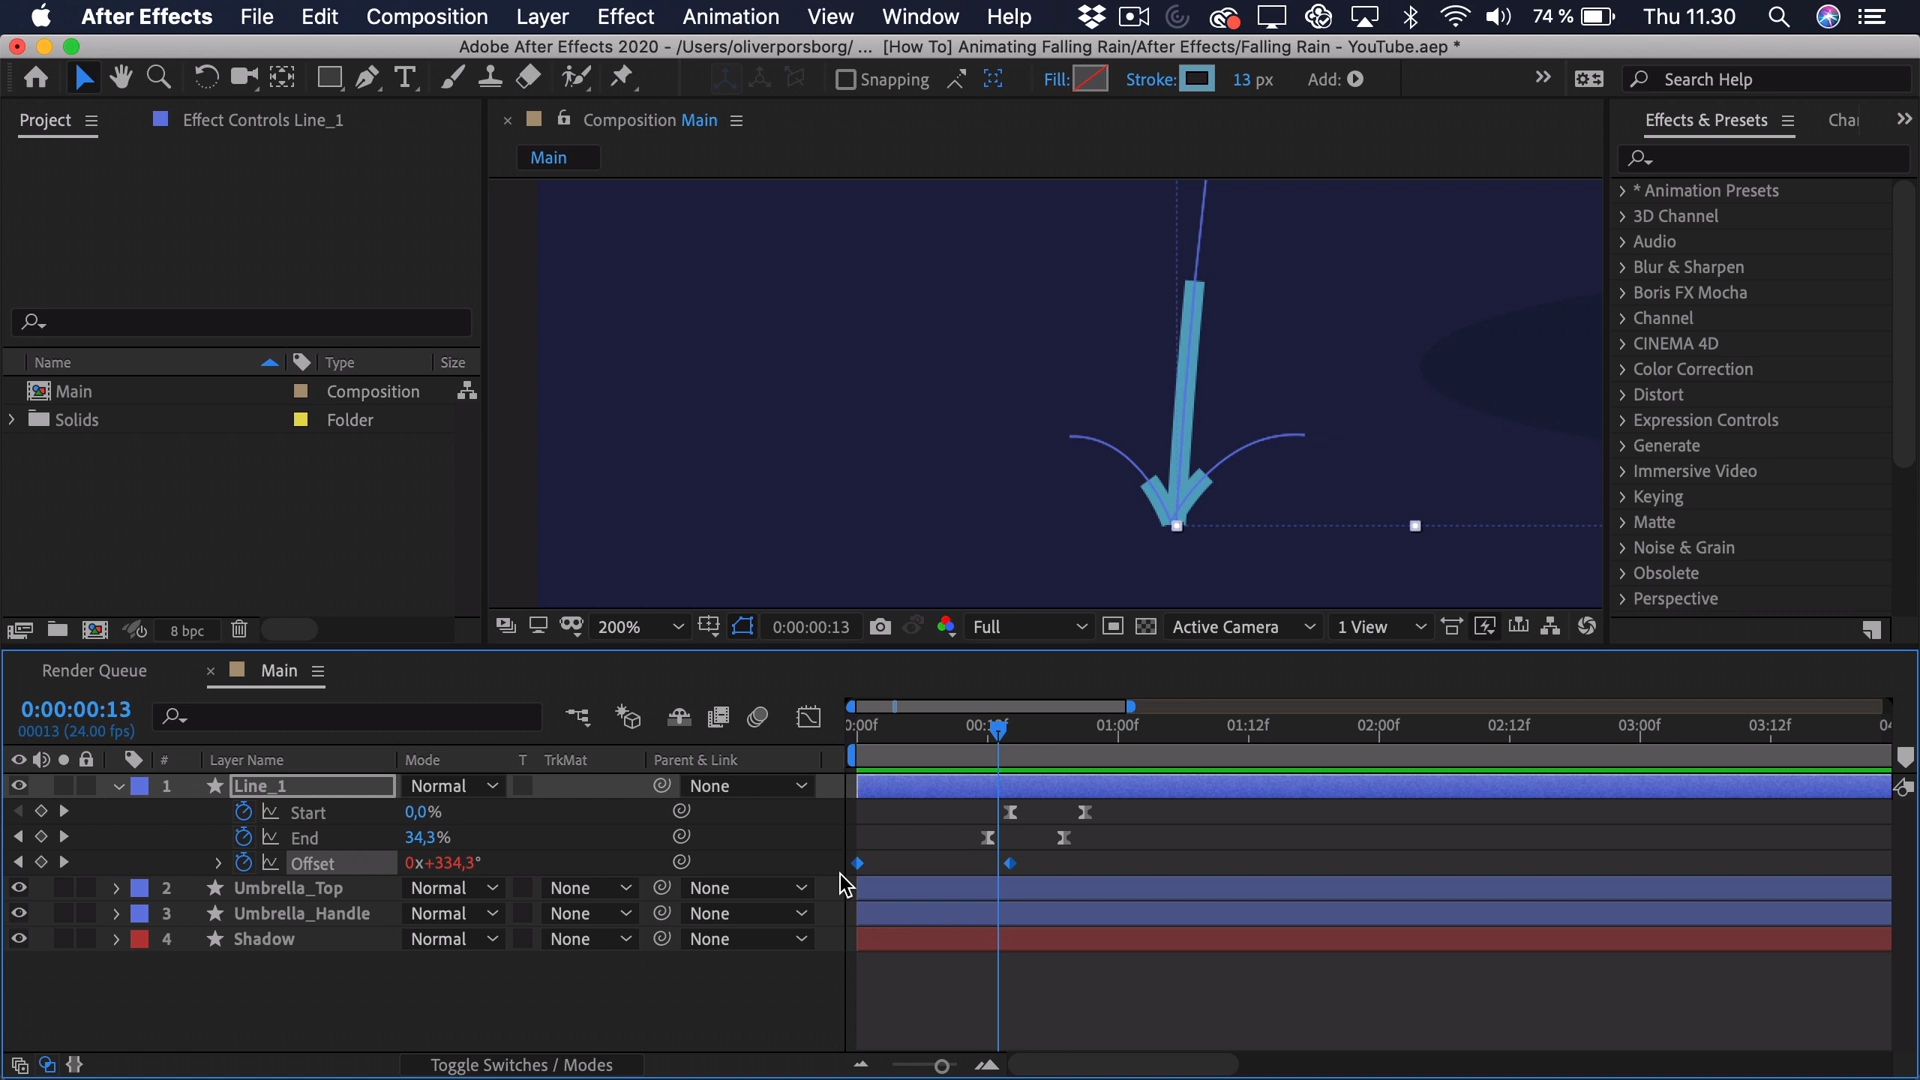 After Effects File Edit Composition Layer Effect Animation View Window Help 74 % Thu 11.30
Adobe After Effects 2020 - /Users/oliverporsborg/ ... [How To] Animating Falling Rain/After Effects/Falling Rain - YouTube.aep *
Snapping Fill: Stroke: 13 px Add: Search Help
Project Effect Controls Line_1 Composition Main Effects & Presets
Main
* Animation Presets
3D Channel
Audio
Blur & Sharpen
Boris FX Mocha
Channel
CINEMA 4D
Color Correction
Distort
Expression Controls
Generate
Immersive Video
Keying
Matte
Noise & Grain
Obsolete
Perspective
Name Type Size
Main Composition
Solids Folder
8 bpc 200% 0:00:00:13 Full Active Camera 1 View
Render Queue Main
0:00:00:13
00013 (24.00 fps)
01:00f 01:12f 02:00f 02:12f 03:00f 03:12f
# Layer Name Mode T TrkMat Parent & Link
1 Line_1 Normal None
Start 0,0%
End 34,3%
Offset 0x+334,3°
2 Umbrella_Top Normal None None
3 Umbrella_Handle Normal None None
4 Shadow Normal None None
Toggle Switches / Modes